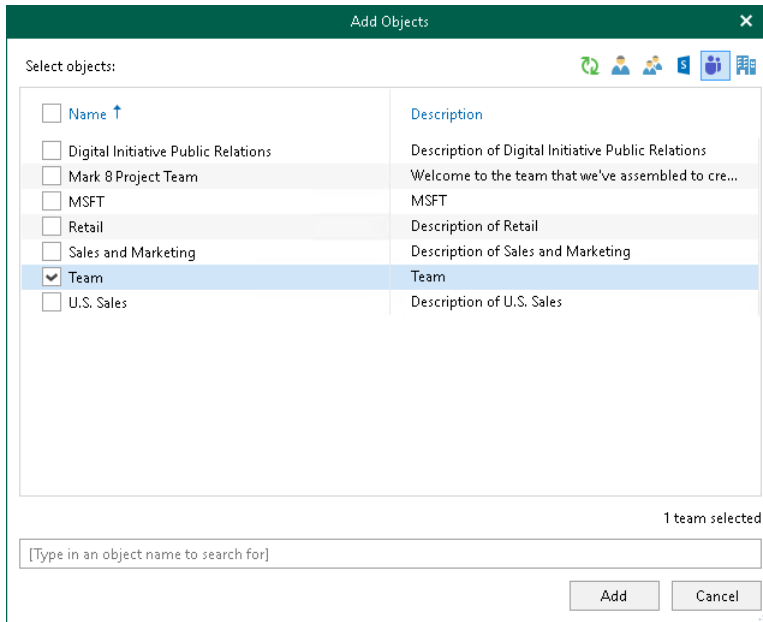 Add Objects
Select objects:
Name Description
Digital Initiative Public Relations Description of Digital Initiative Public Relations
Mark 8 Project Team Welcome to the team that we've assembled to cre...
MSFT MSFT
Retail Description of Retail
Sales and Marketing Description of Sales and Marketing
Team Team
U.S. Sales Description of U.S. Sales
1 team selected
[Type in an object name to search for]
Add Cancel